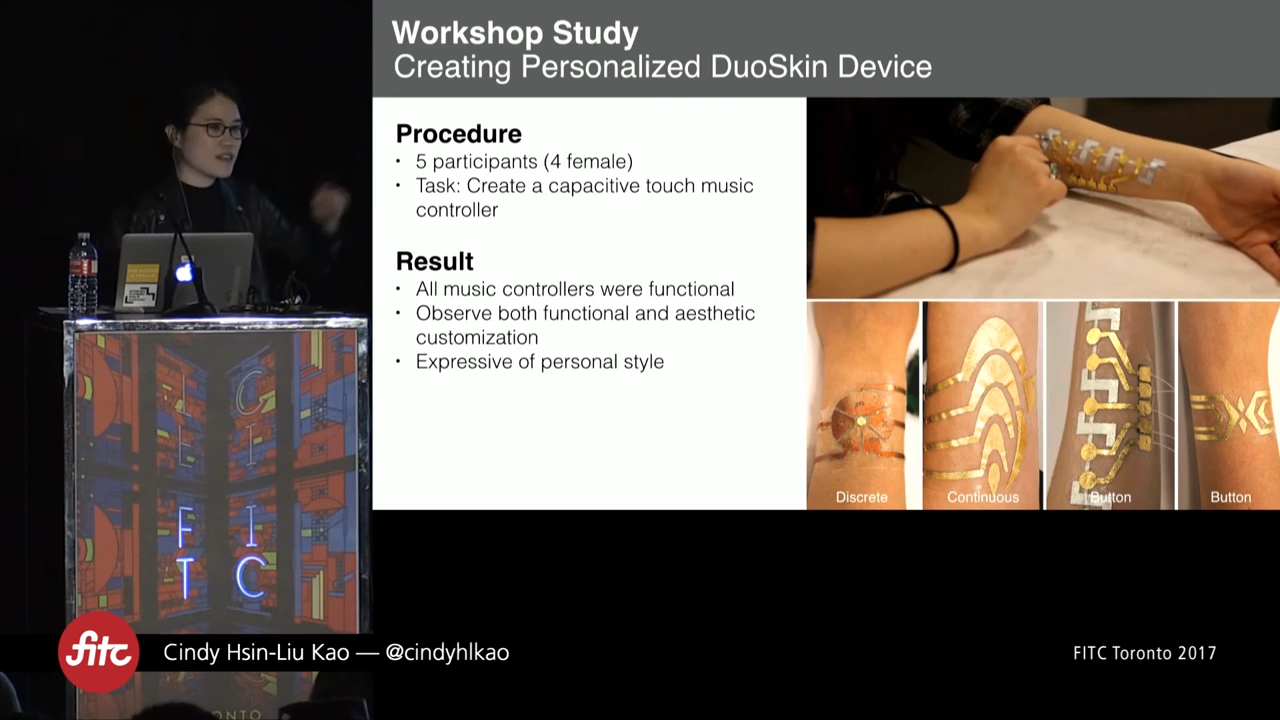 Workshop Study
Creating Personalized DuoSkin Device
Procedure
• 5 participants (4 female)
• Task: Create a capacitive touch music
controller
Result
• All music controllers were functional
• Observe both functional and aesthetic
customization
• Expressive of personal style
Discrete
Continuous
Button
Button
F I
T C
fitc
Cindy Hsin-Liu Kao — @cindyhlkao
FITC Toronto 2017